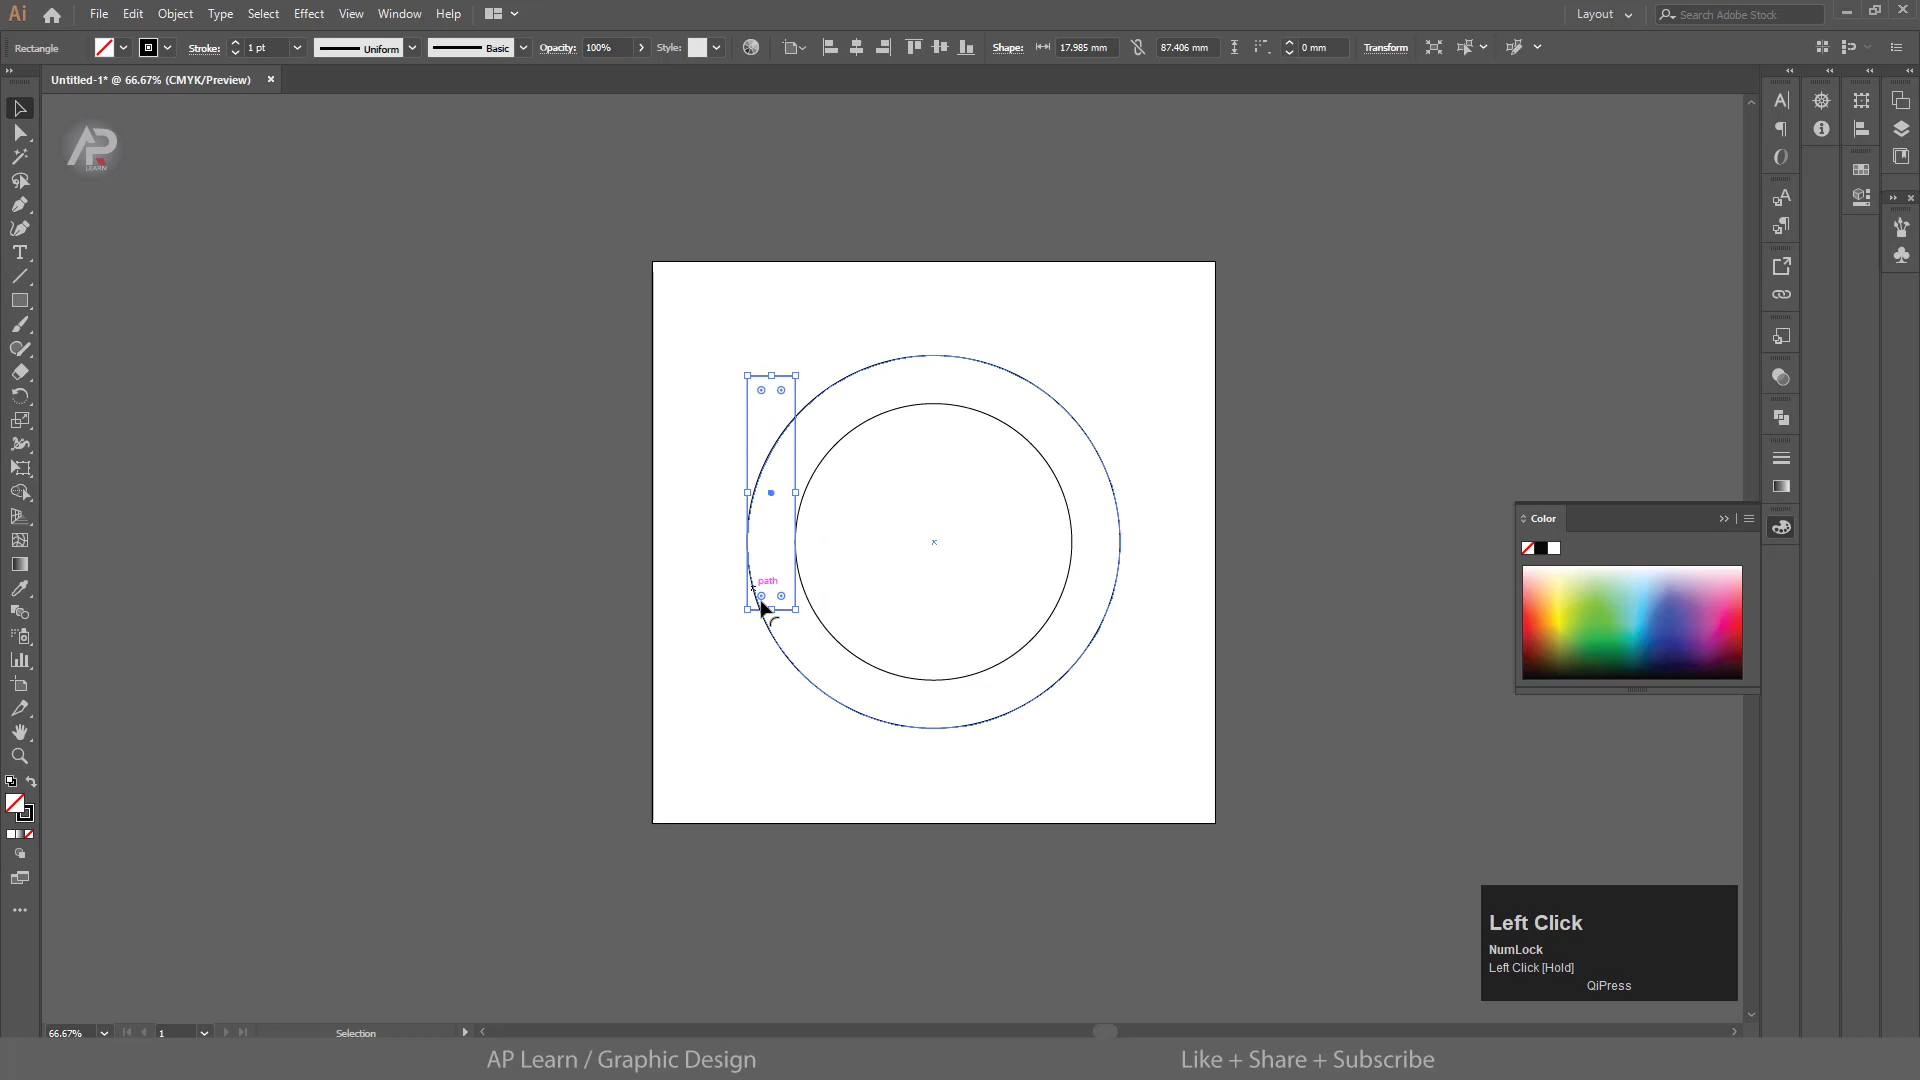 Ai File Edit Object Type Select Effect View Window Help Layout Search Adobe Stock
Rectangle Stroke: 1 pt Uniform Basic Opacity: 100% Style: Shape: 17.985 mm 87.406 mm 0 mm Transform
Untitled-1* @ 66.67% (CMYK/Preview)
AP
LEARN
path
Color
Left Click
NumLock
Left Click [Hold]
QiPress
66.67% 1 Selection
AP Learn / Graphic Design Like + Share + Subscribe